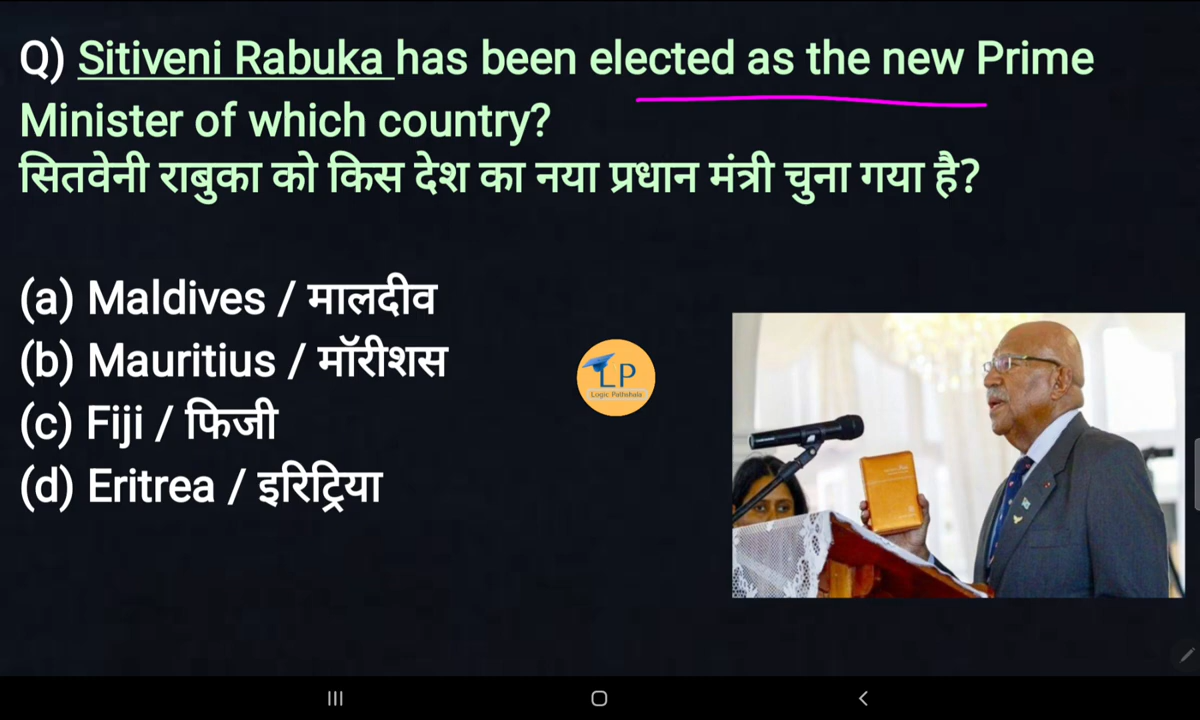 Q) Sitiveni Rabuka has been elected as the new Prime
Minister of which country?
सितवेनी राबुका को किस देश का नया प्रधान मंत्री चुना गया है?
(a) Maldives / मालदीव
(b) Mauritius / मॉरीशस
(c) Fiji / फिजी
(d) Eritrea / इरिट्रिया
LP
Logic Pathshala